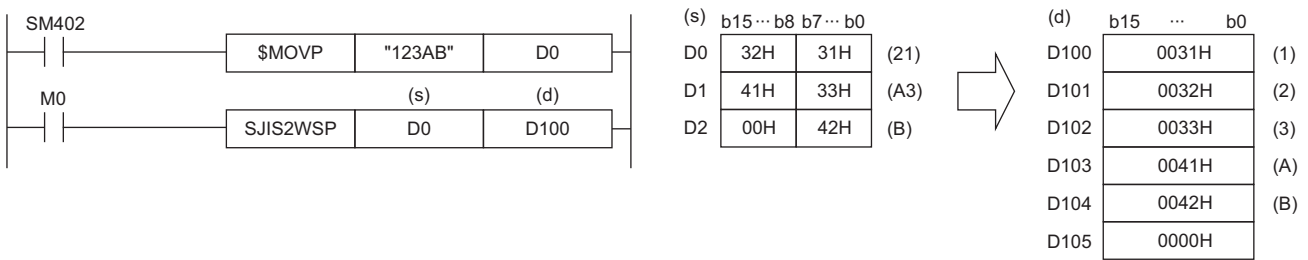 SM402
$MOVP "123AB" D0
M0
(s) (d)
SJIS2WSP D0 D100
(s) b15 ··· b8 b7 ··· b0
D0 32H 31H (21)
D1 41H 33H (A3)
D2 00H 42H (B)
(d) b15 ··· b0
D100 0031H (1)
D101 0032H (2)
D102 0033H (3)
D103 0041H (A)
D104 0042H (B)
D105 0000H